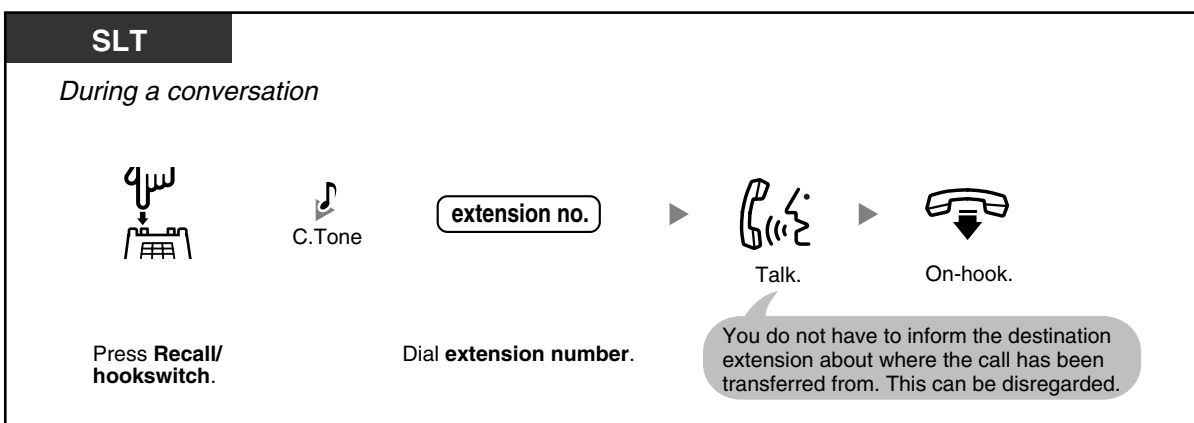 SLT
During a conversation
C.Tone
extension no.
Talk.
On-hook.
Press Recall/
hookswitch.
Dial extension number.
You do not have to inform the destination
extension about where the call has been
transferred from. This can be disregarded.